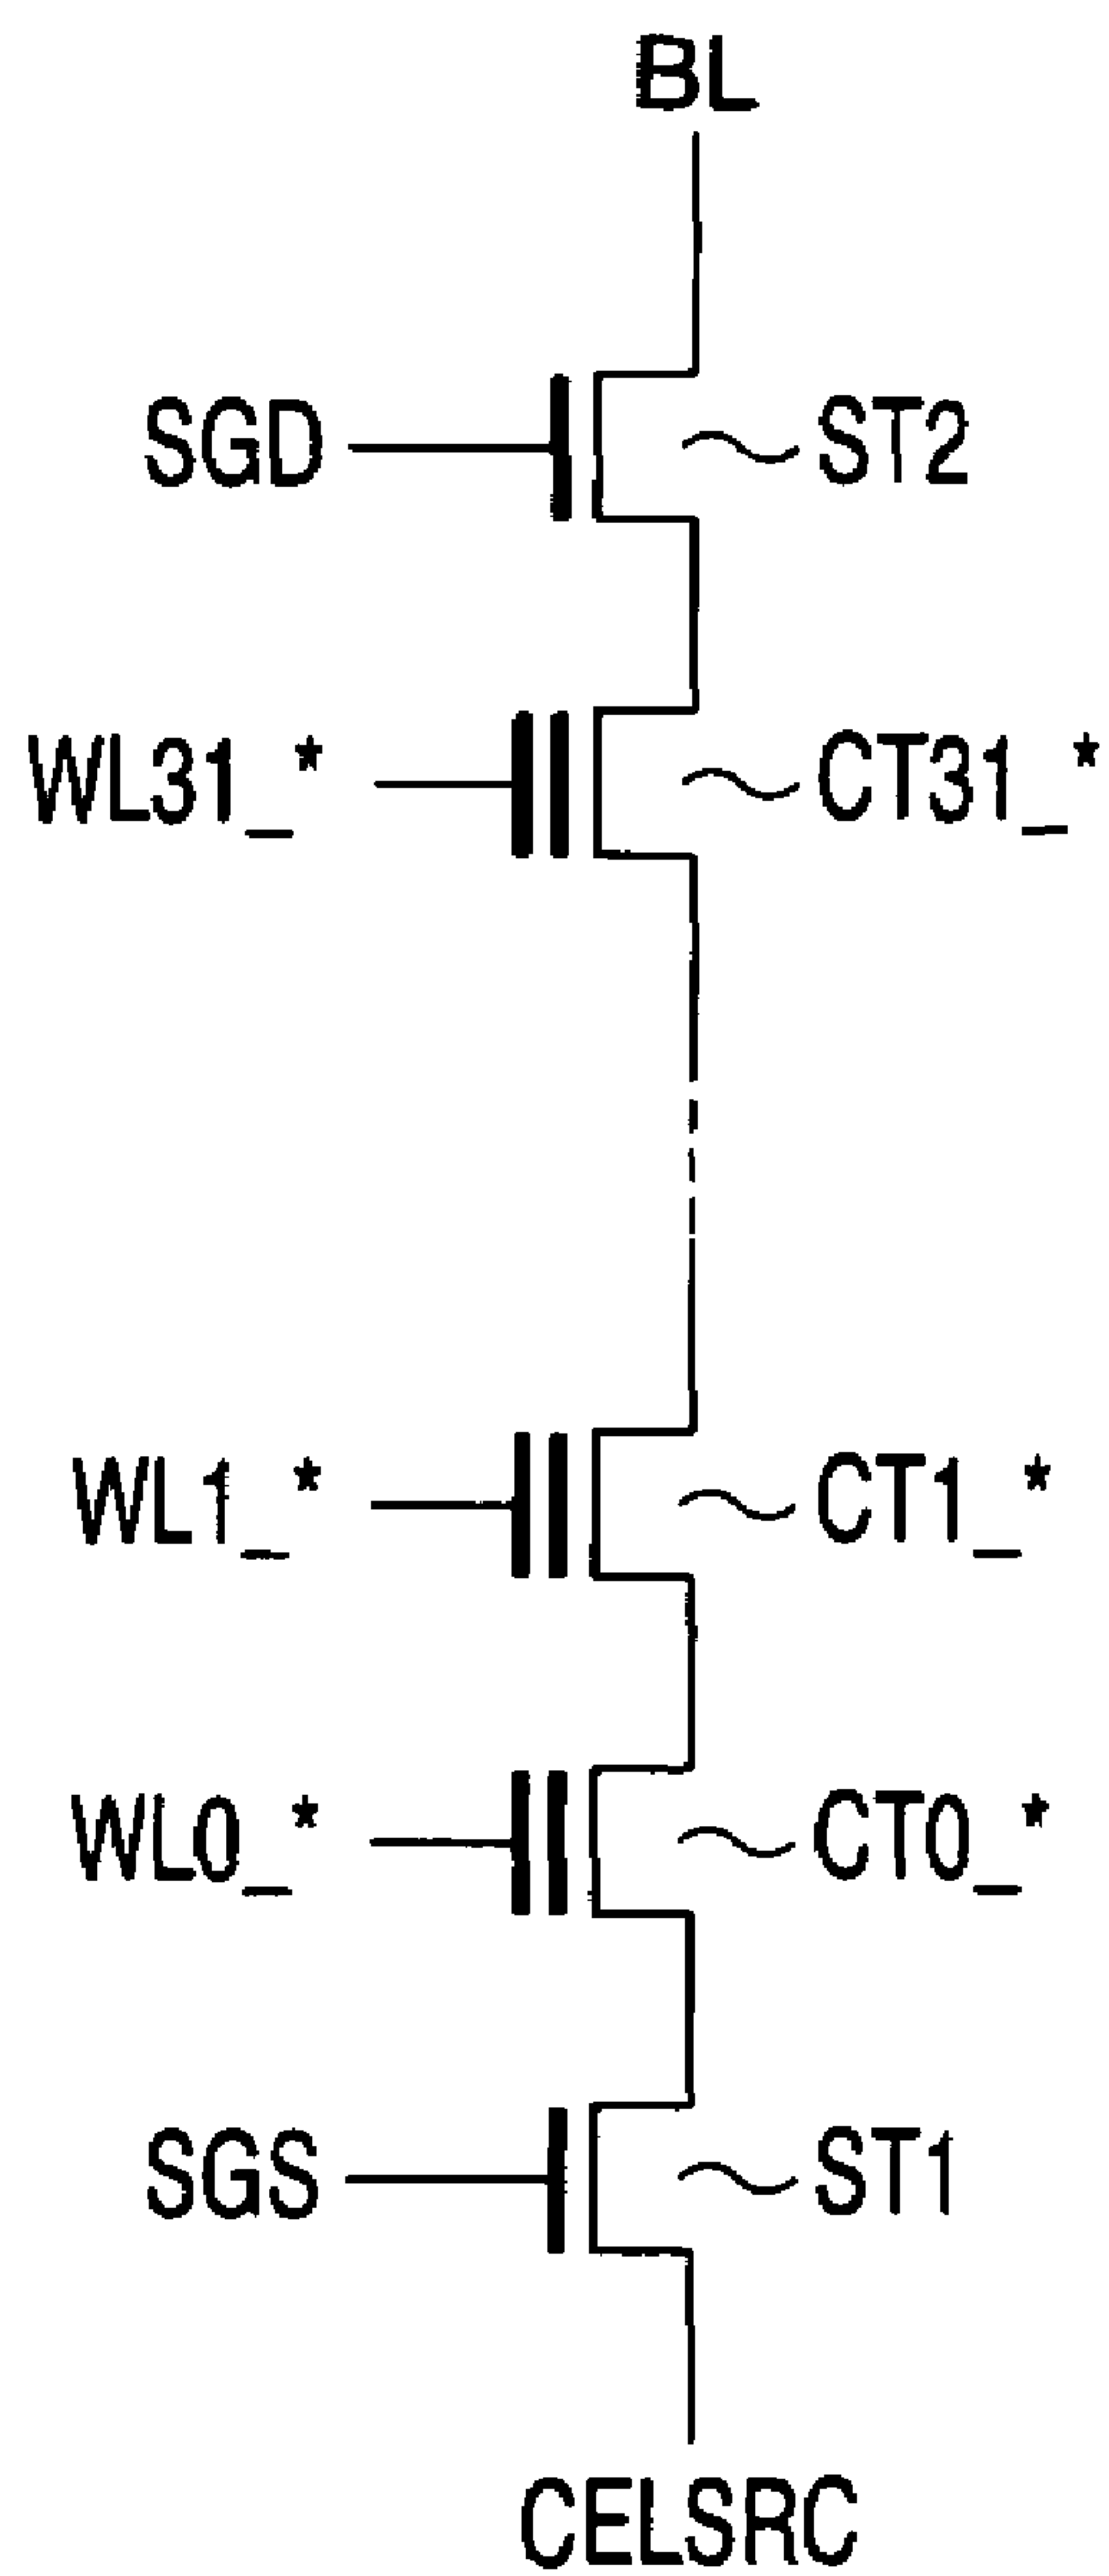 BL
SGD ST2
WL31_* CT31_*
WL1_* CT1_*
WL0_* CT0_*
SGS ST1
CELSRC